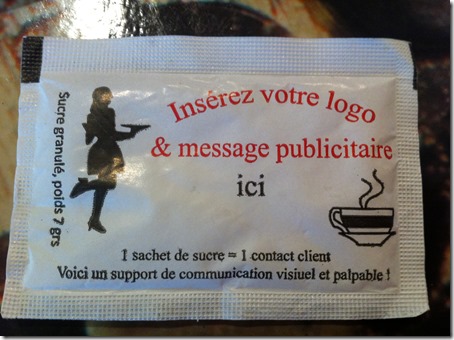 Sucre granulé, poids 7 grs
Insérez votre logo
& message publicitaire
ici
1 sachet de sucre = 1 contact client
Voici un support de communication visiuel et palpable !